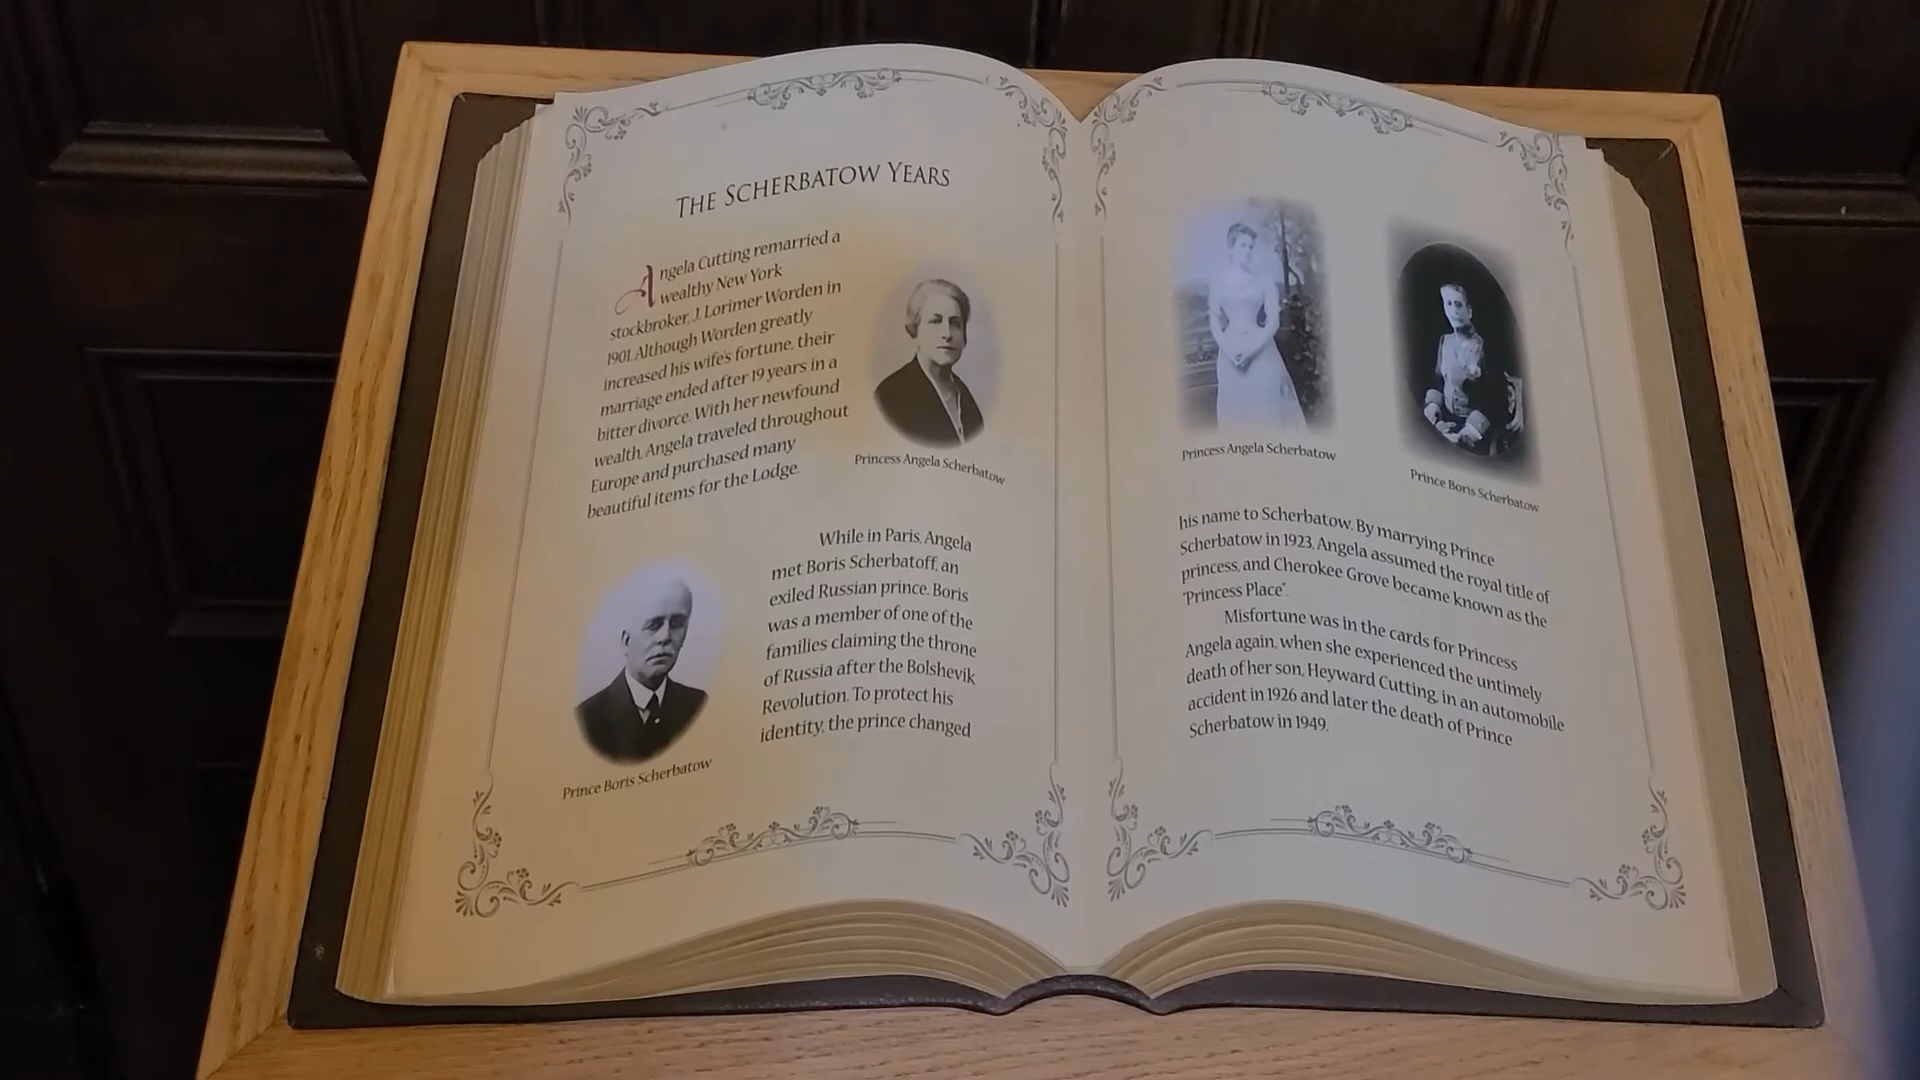 THE SCHERBATOW YEARS
Angela Cutting remarried a
wealthy New York
stockbroker, J. Lorimer Worden in
1901. Although Worden greatly
increased his wife's fortune, their
marriage ended after 19 years in a
bitter divorce. With her newfound
wealth, Angela traveled throughout
Europe and purchased many
beautiful items for the Lodge.
Princess Angela Scherbatow
While in Paris, Angela
met Boris Scherbatoff, an
exiled Russian prince. Boris
was a member of one of the
families claiming the throne
of Russia after the Bolshevik
Revolution. To protect his
identity, the prince changed
Prince Boris Scherbatow
Princess Angela Scherbatow
Prince Boris Scherbatow
his name to Scherbatow. By marrying Prince
Scherbatow in 1923, Angela assumed the royal title of
princess, and Cherokee Grove became known as the
"Princess Place".
Misfortune was in the cards for Princess
Angela again, when she experienced the untimely
death of her son, Heyward Cutting, in an automobile
accident in 1926 and later the death of Prince
Scherbatow in 1949.